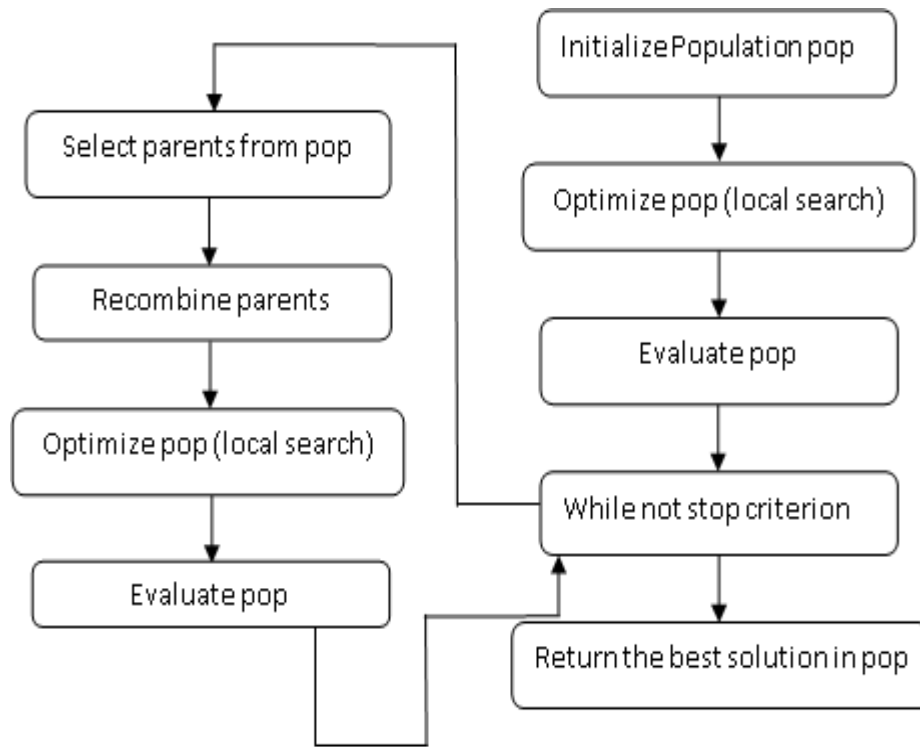 Initialize Population pop
Optimize pop (local search)
Evaluate pop
While not stop criterion
Return the best solution in pop
Select parents from pop
Recombine parents
Optimize pop (local search)
Evaluate pop